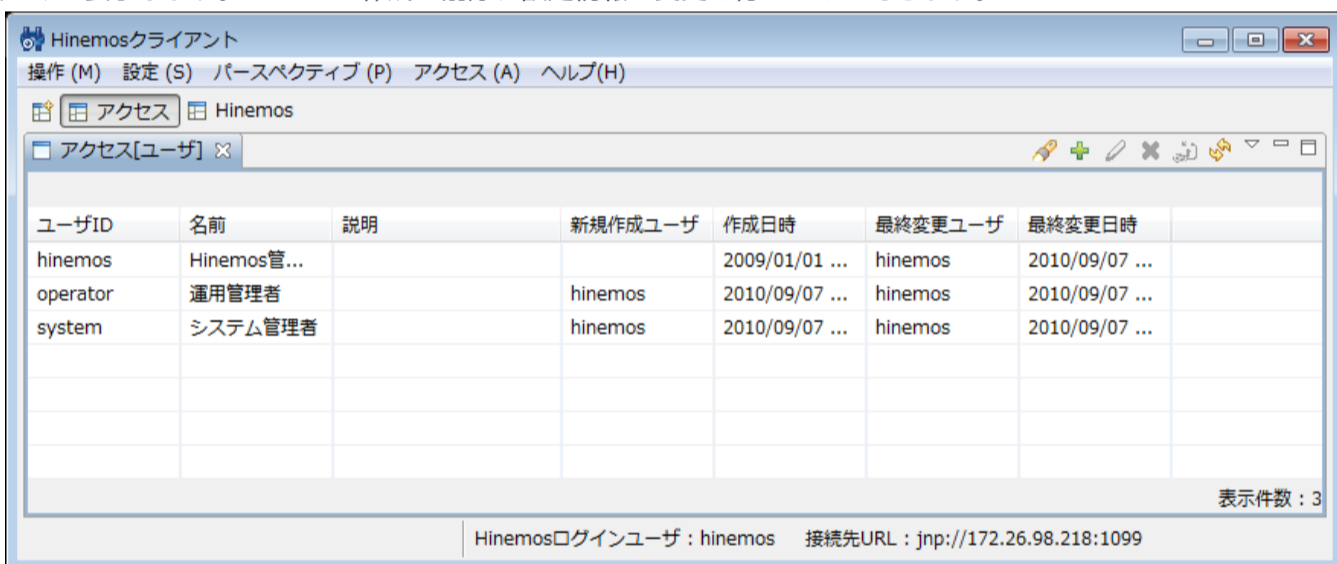 Hinemosクライアント
操作 (M) 設定 (S) パースペクティブ (P) アクセス (A) ヘルプ(H)
アクセス Hinemos
アクセス[ユーザ]
ユーザID 名前 説明 新規作成ユーザ 作成日時 最終変更ユーザ 最終変更日時
hinemos Hinemos管... 2009/01/01 ... hinemos 2010/09/07 ...
operator 運用管理者 hinemos 2010/09/07 ... hinemos 2010/09/07 ...
system システム管理者 hinemos 2010/09/07 ... hinemos 2010/09/07 ...
表示件数 : 3
Hinemosログインユーザ : hinemos 接続先URL : jnp://172.26.98.218:1099